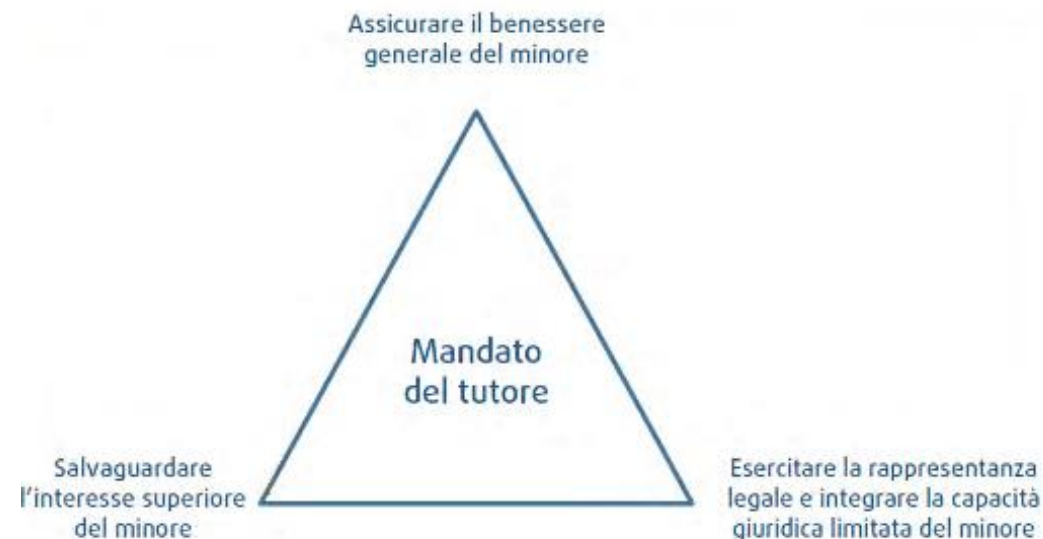 Assicurare il benessere
generale del minore
Mandato
del tutore
Salvaguardare
l'interesse superiore
del minore
Esercitare la rappresentanza
legale e integrare la capacità
giuridica limitata del minore